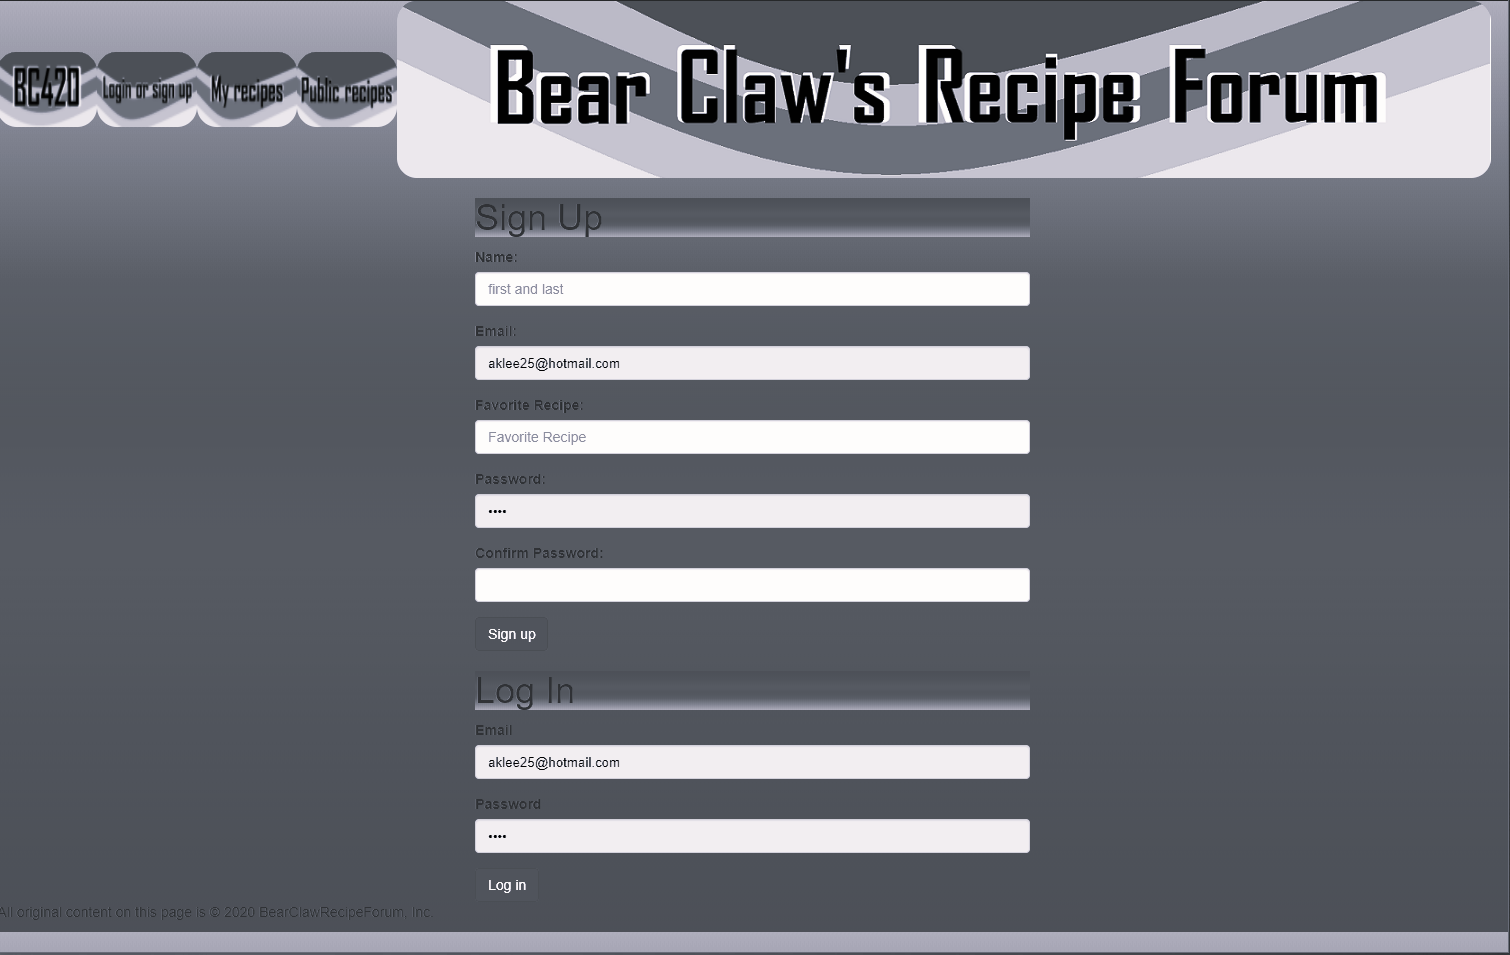 BC420
Login or sign up
My recipes
Public recipes
Bear Claw's Recipe Forum
Sign Up
Name:
first and last
Email:
aklee25@hotmail.com
Favorite Recipe:
Favorite Recipe
Password:
••••
Confirm Password:
Sign up
Log In
Email
aklee25@hotmail.com
Password
••••
Log in
All original content on this page is © 2020 BearClawRecipeForum, Inc.